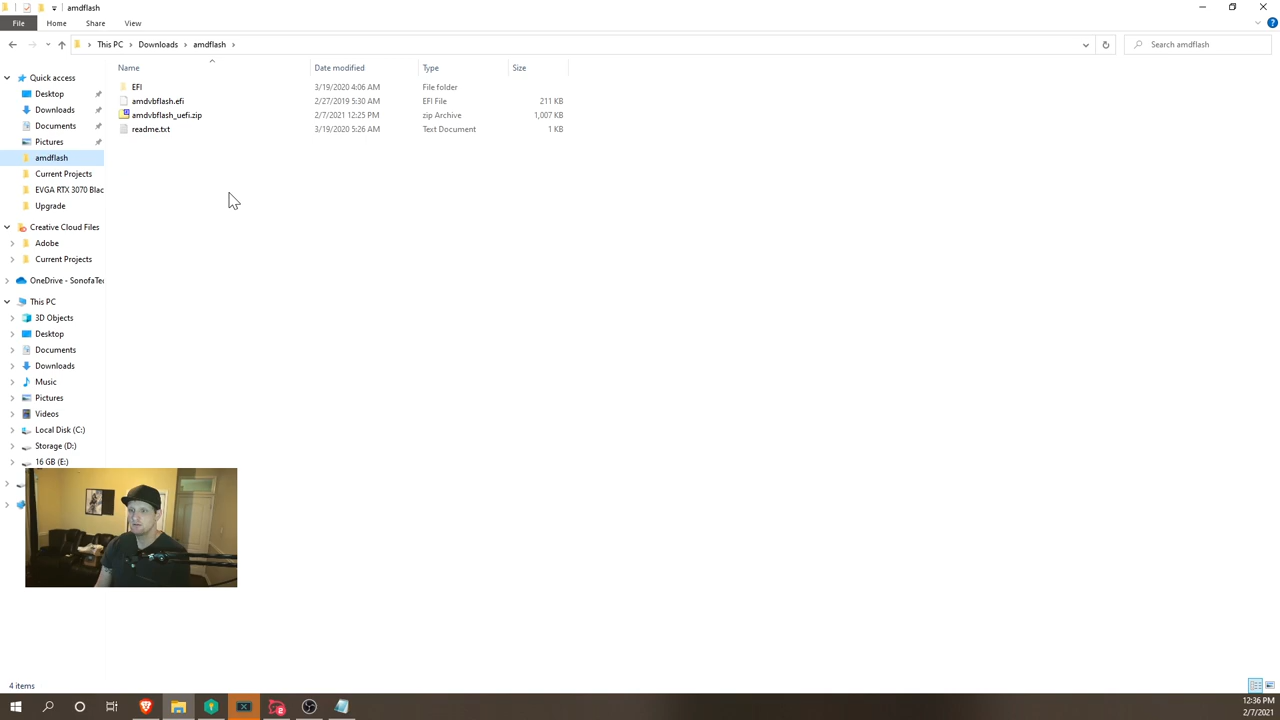 amdflash
File Home Share View
This PC Downloads amdflash
Search amdflash
Name Date modified Type Size
EFI 3/19/2020 4:06 AM File folder
amdvbflash.efi 2/27/2019 5:30 AM EFI File 211 KB
amdvbflash_uefi.zip 2/7/2021 12:25 PM zip Archive 1,007 KB
readme.txt 3/19/2020 5:26 AM Text Document 1 KB
Quick access
Desktop
Downloads
Documents
Pictures
amdflash
Current Projects
EVGA RTX 3070 Blac
Upgrade
Creative Cloud Files
Adobe
Current Projects
OneDrive - SonofaTec
This PC
3D Objects
Desktop
Documents
Downloads
Music
Pictures
Videos
Local Disk (C:)
Storage (D:)
16 GB (E:)
4 items
12:36 PM
2/7/2021